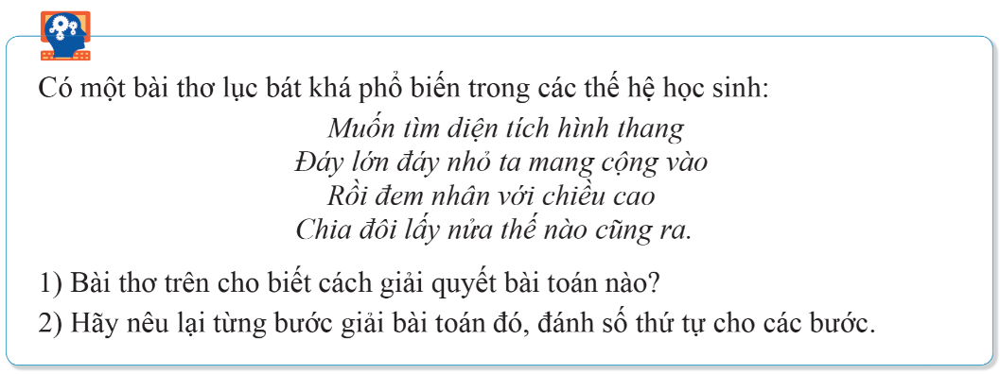 Có một bài thơ lục bát khá phổ biến trong các thế hệ học sinh:
Muốn tìm diện tích hình thang
Đáy lớn đáy nhỏ ta mang cộng vào
Rồi đem nhân với chiều cao
Chia đôi lấy nửa thế nào cũng ra.
1) Bài thơ trên cho biết cách giải quyết bài toán nào?
2) Hãy nêu lại từng bước giải bài toán đó, đánh số thứ tự cho các bước.